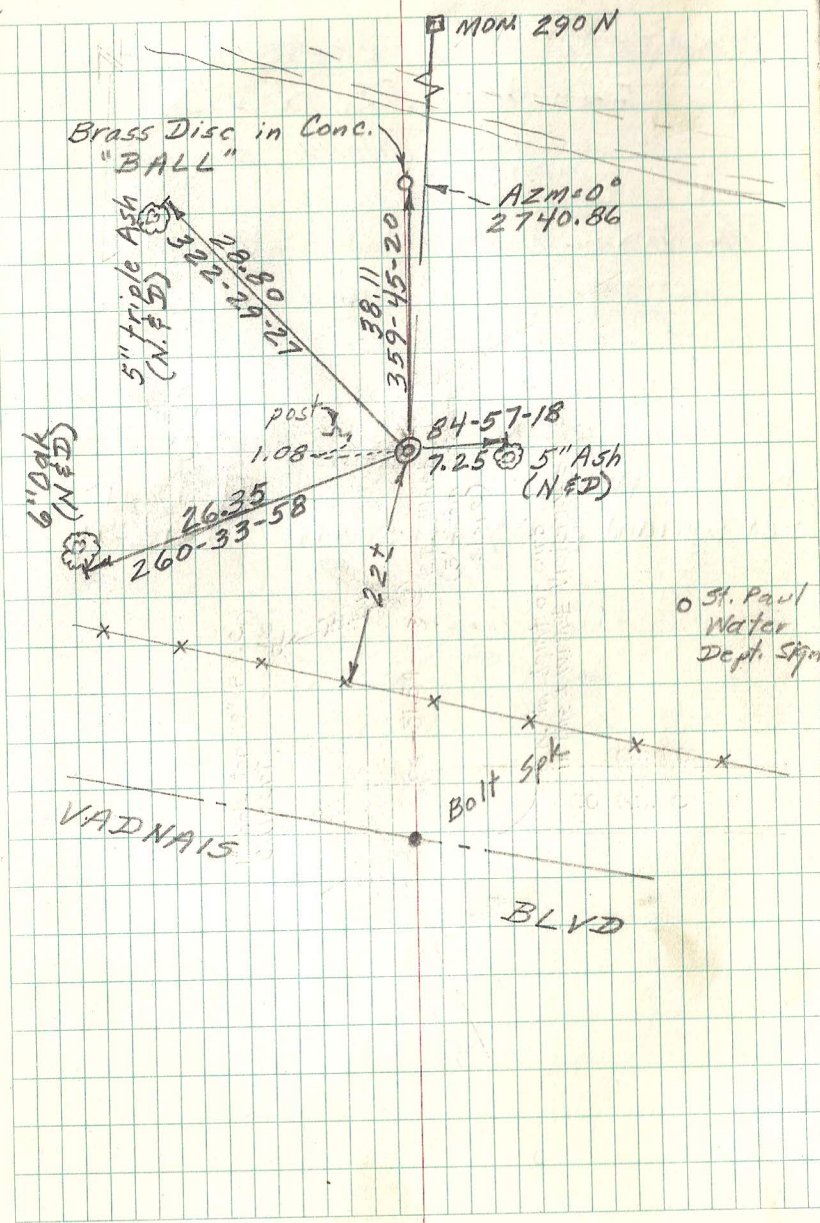 MON. 290 N
Brass Disc in Conc.
"BALL"
AZM=0°
2740.86
5" triple Ash
(N.&D)
28.80
322-29-27
38.11
359-45-20
post
1.08
84-57-18
7.25
5" Ash
(N&D)
6" Oak
(N&D)
26.35
260-33-58
22±
St. Paul
Water
Dept. Sign
Bolt Spk
VADNAIS
BLVD